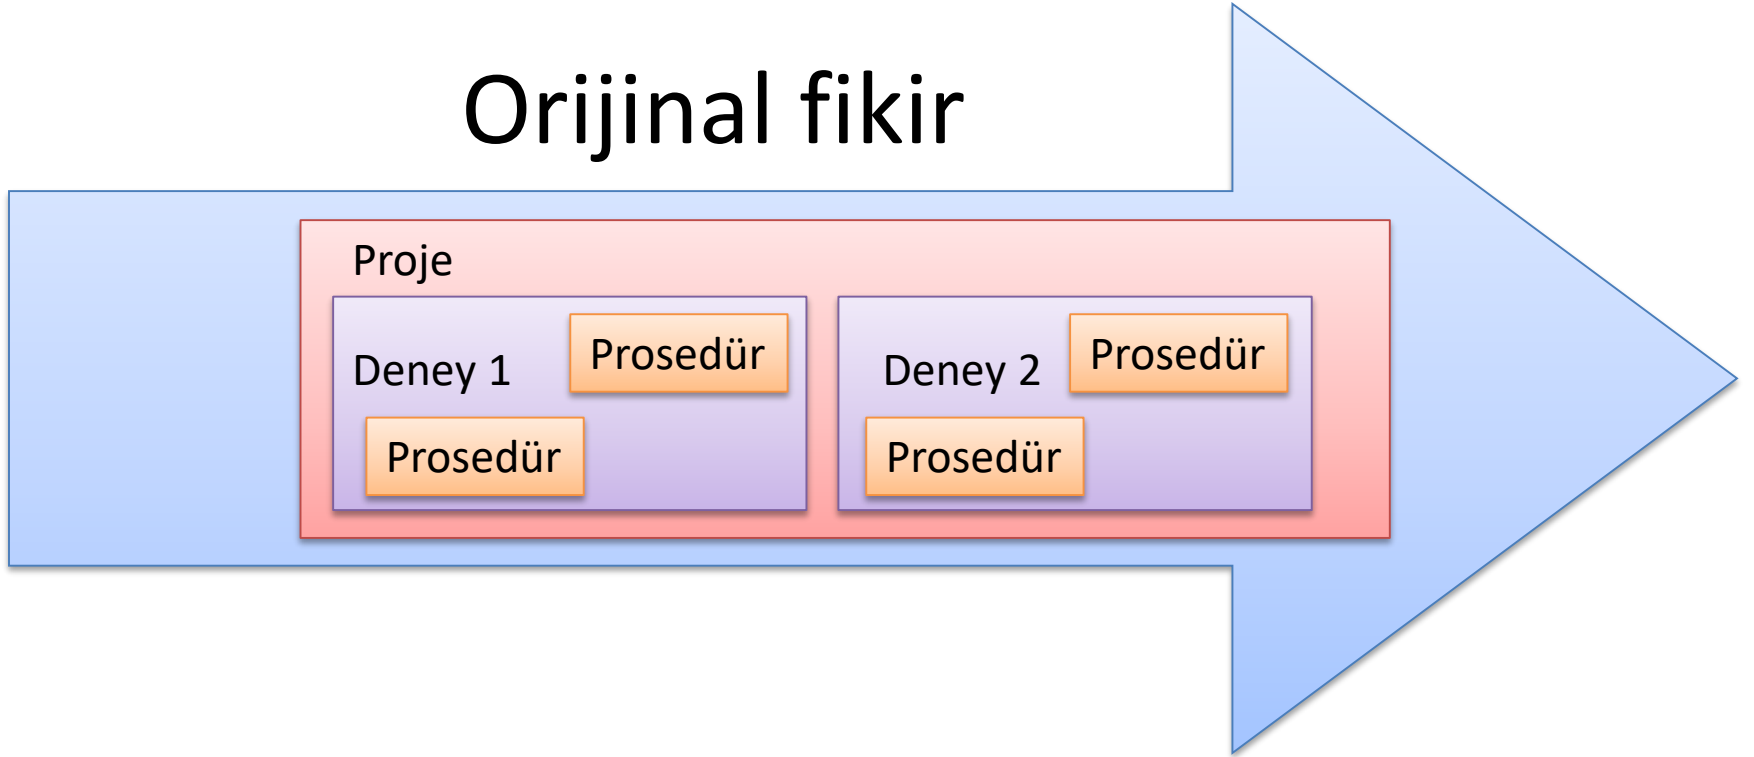 Orijinal fikir
Proje
Deney 1
Prosedür
Prosedür
Deney 2
Prosedür
Prosedür